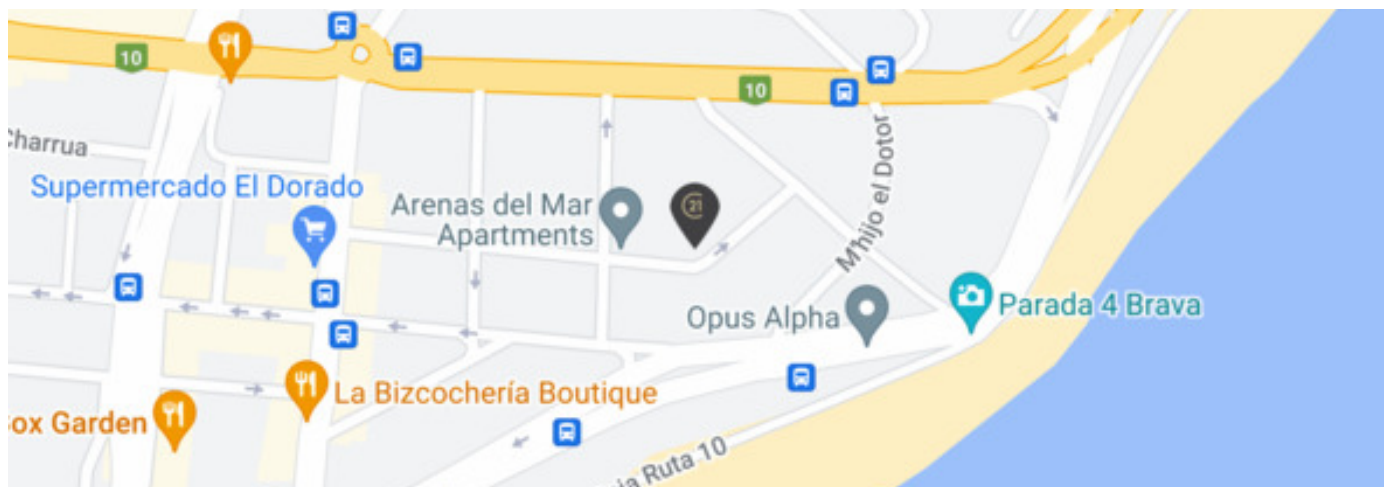 10
10
Charrua
M'hijo el Dotor
Supermercado El Dorado
Arenas del Mar
Apartments
21
Opus Alpha
Parada 4 Brava
La Bizcochería Boutique
ox Garden
Ruta 10